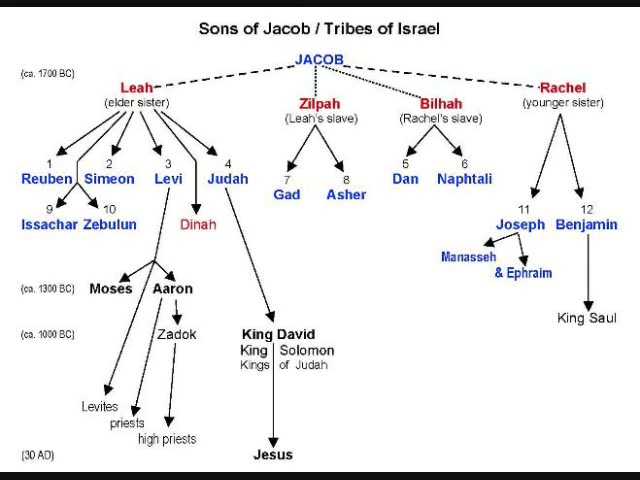 Sons of Jacob / Tribes of Israel
JACOB
(ca. 1700 BC)
Leah
(elder sister)
Zilpah
(Leah's slave)
Bilhah
(Rachel's slave)
Rachel
(younger sister)
1
Reuben
2
Simeon
3
Levi
4
Judah
7
Gad
8
Asher
5
Dan
6
Naphtali
9
Issachar
10
Zebulun
Dinah
11
Joseph
12
Benjamin
Manasseh
& Ephraim
(ca. 1300 BC)
Moses
Aaron
King Saul
(ca. 1000 BC)
Zadok
King David
King Solomon
Kings of Judah
Levites
priests
high priests
(30 AD)
Jesus